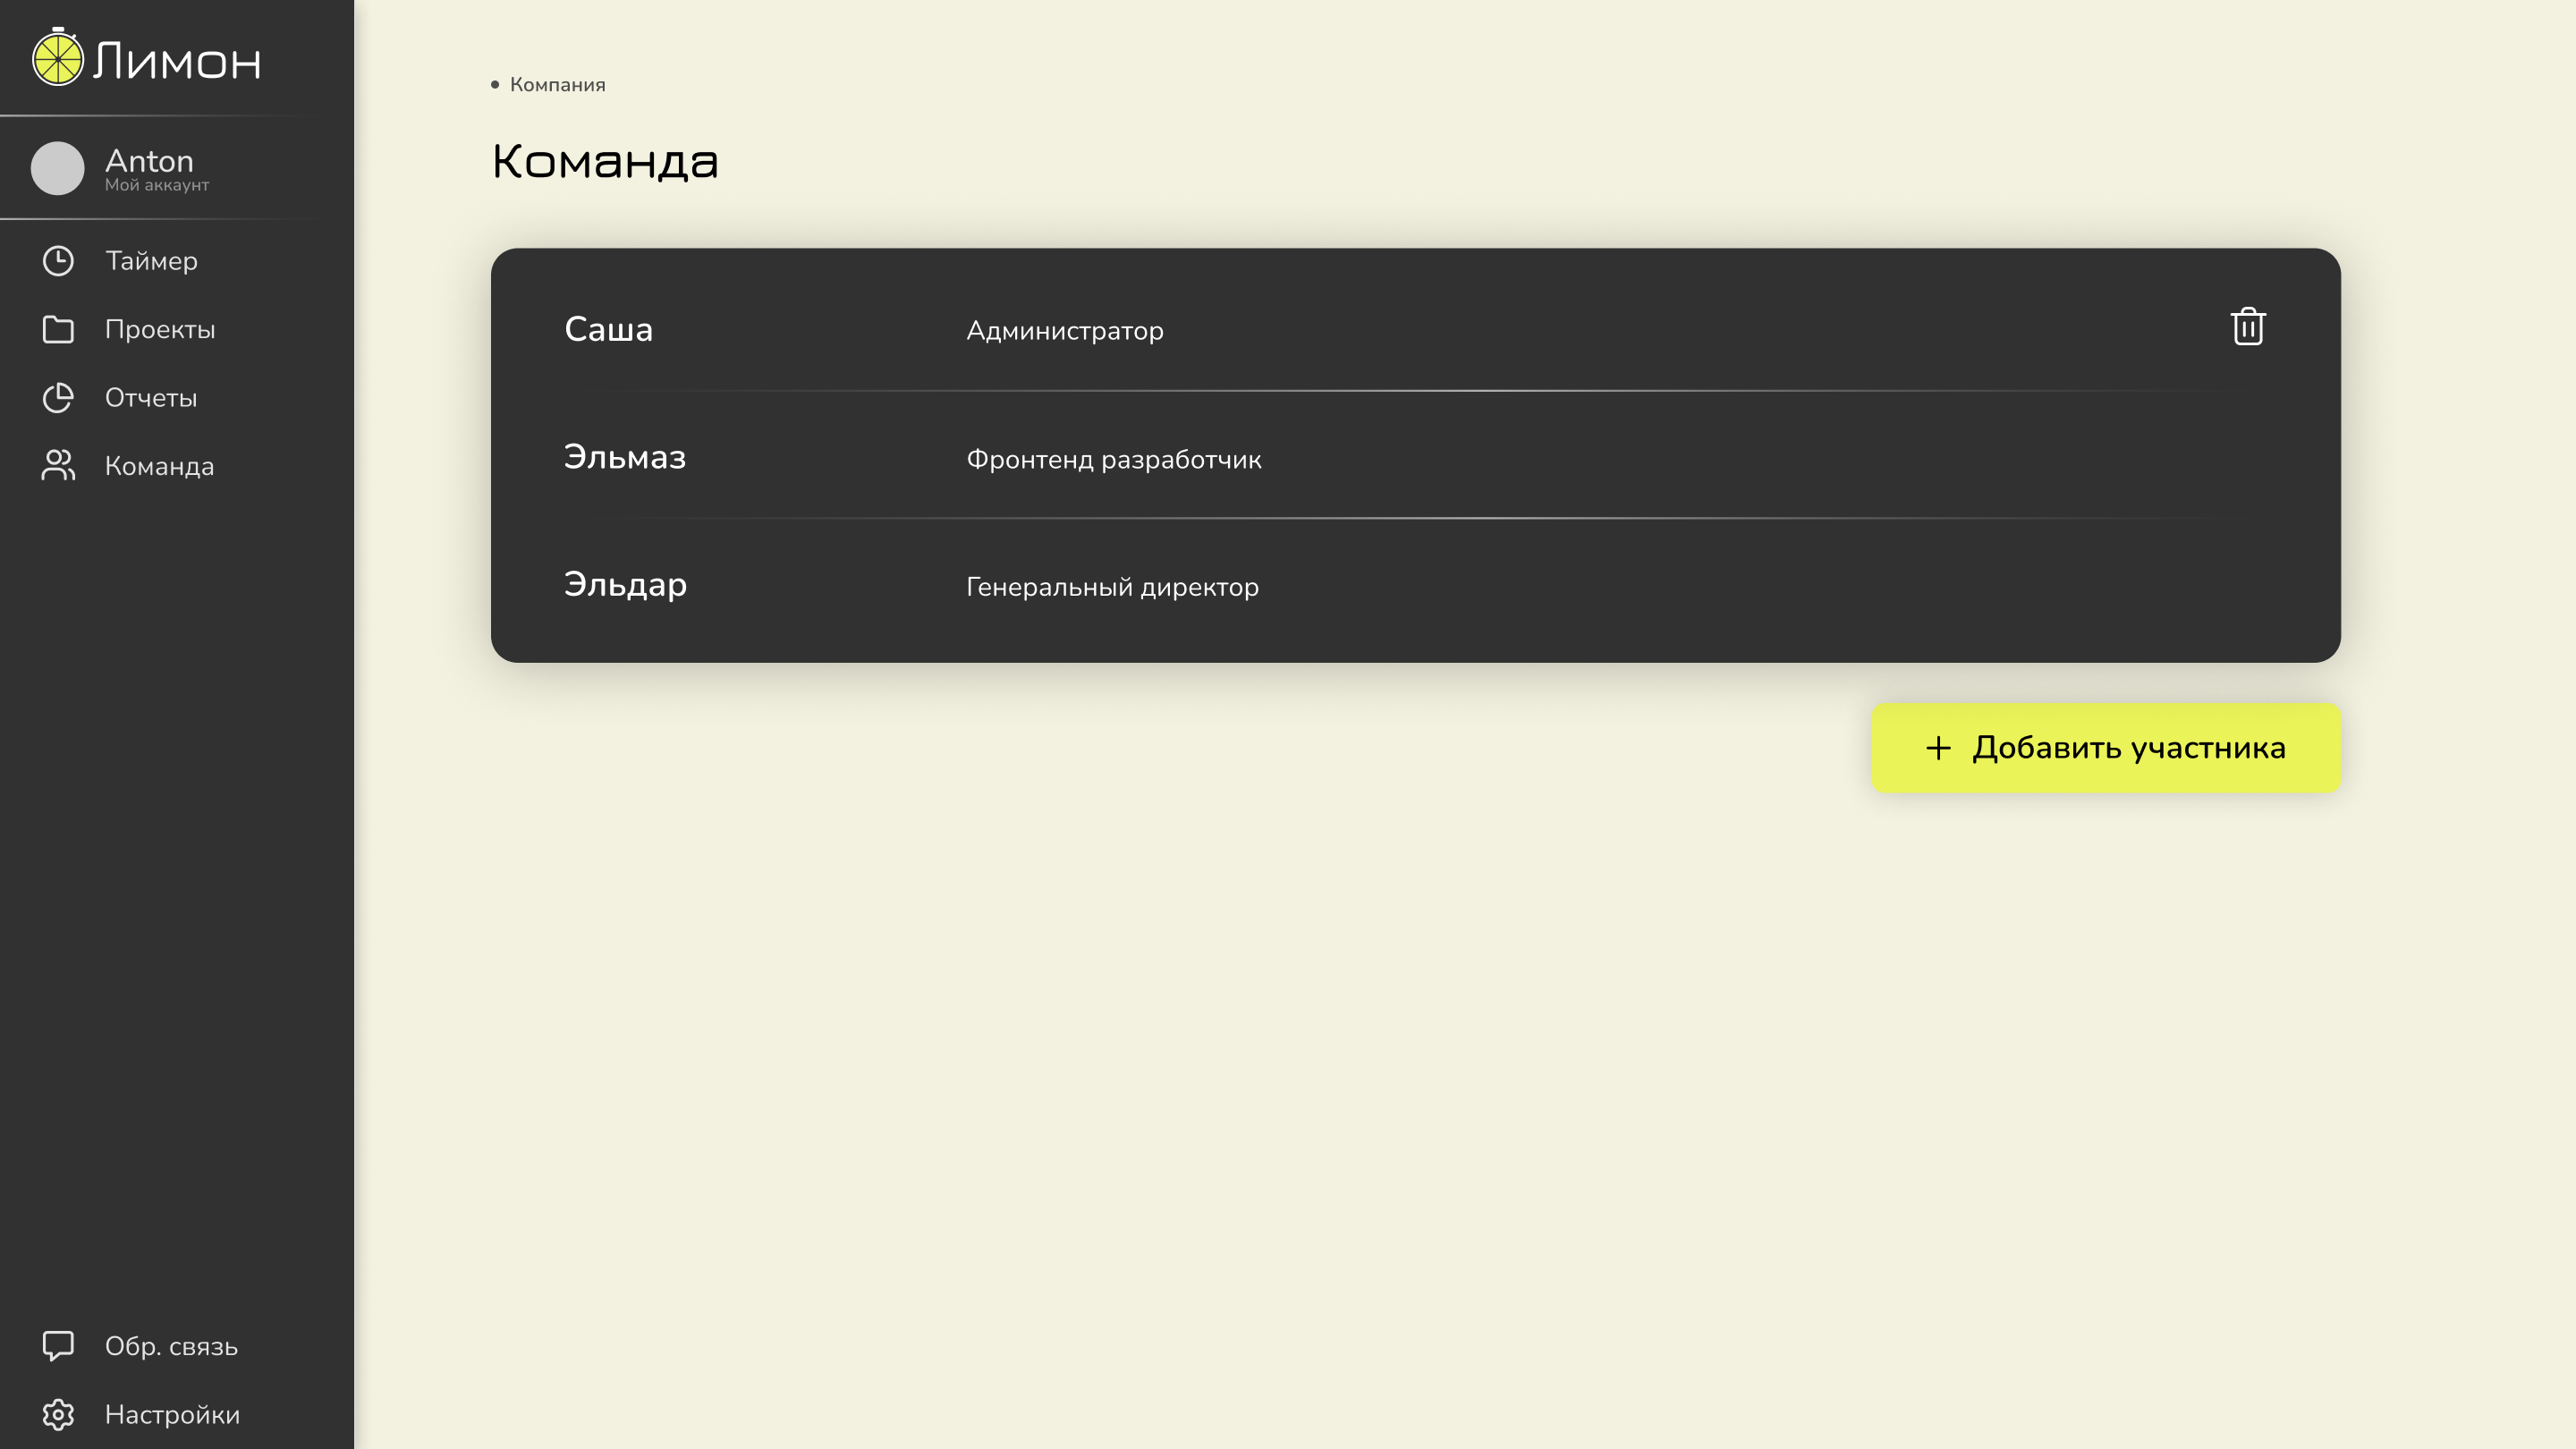 Лимон
Anton
Мой аккаунт
Таймер
Проекты
Отчеты
Команда
Обр. связь
Настройки
Компания
Команда
Саша Администратор
Эльмаз Фронтенд разработчик
Эльдар Генеральный директор
+ Добавить участника